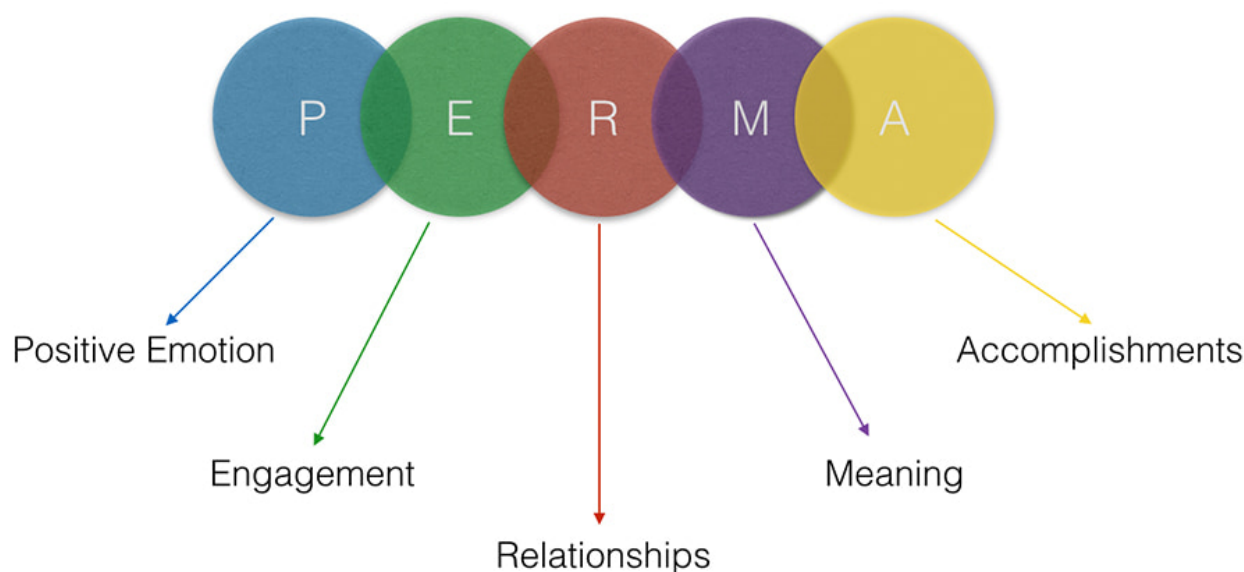 P E R M A
Positive Emotion
Accomplishments
Engagement
Meaning
Relationships